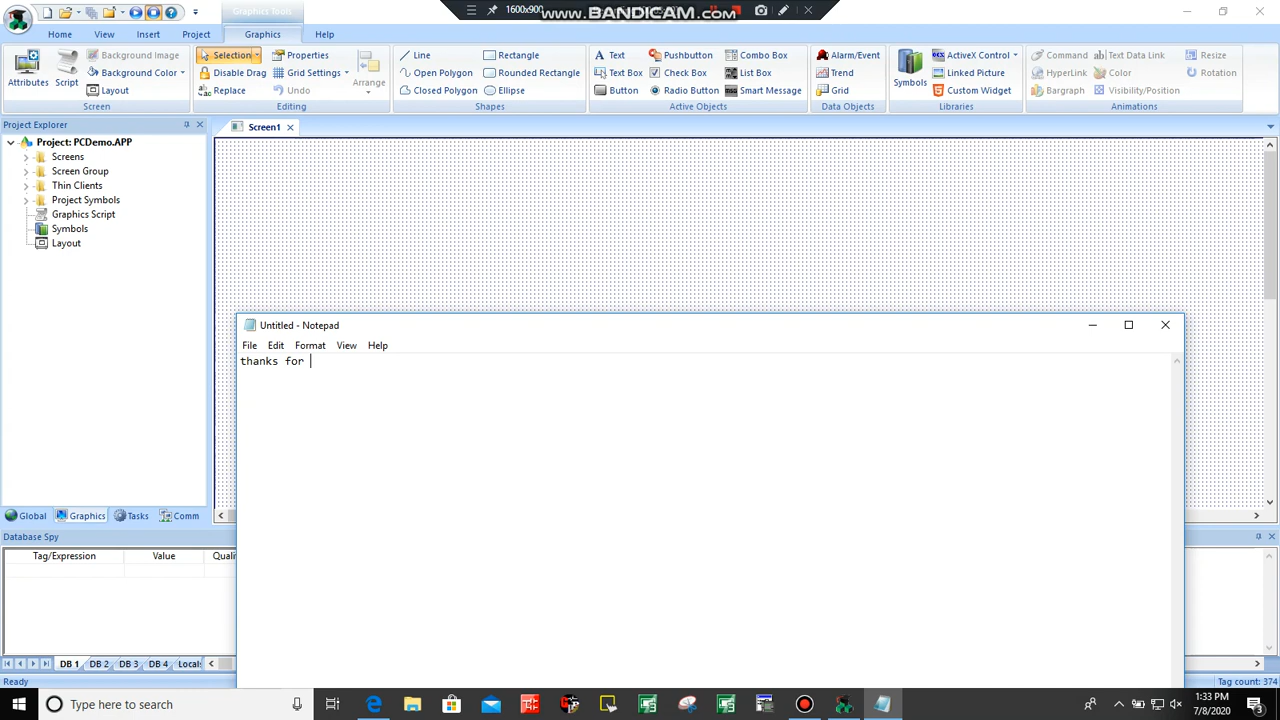 1600x900
www.BANDICAM.com
Graphics Tools
Home View Insert Project Graphics Help
Attributes Script Background Image Background Color Layout
Screen
Selection Disable Drag Replace Properties Grid Settings Undo Arrange
Editing
Line Open Polygon Closed Polygon Rectangle Rounded Rectangle Ellipse
Shapes
Text Text Box Button Pushbutton Check Box Radio Button Combo Box List Box Smart Message
Active Objects
Alarm/Event Trend Grid
Data Objects
Symbols ActiveX Control Linked Picture Custom Widget
Libraries
Command HyperLink Bargraph Text Data Link Color Visibility/Position Resize Rotation
Animations
Project Explorer
Screen1
Project: PCDemo.APP
Screens
Screen Group
Thin Clients
Project Symbols
Graphics Script
Symbols
Layout
Untitled - Notepad
File Edit Format View Help
thanks for
Global Graphics Tasks Comm
Database Spy
Tag/Expression Value Quali
DB 1 DB 2 DB 3 DB 4 Locals
Ready
Tag count: 374
Type here to search
1:33 PM
7/8/2020